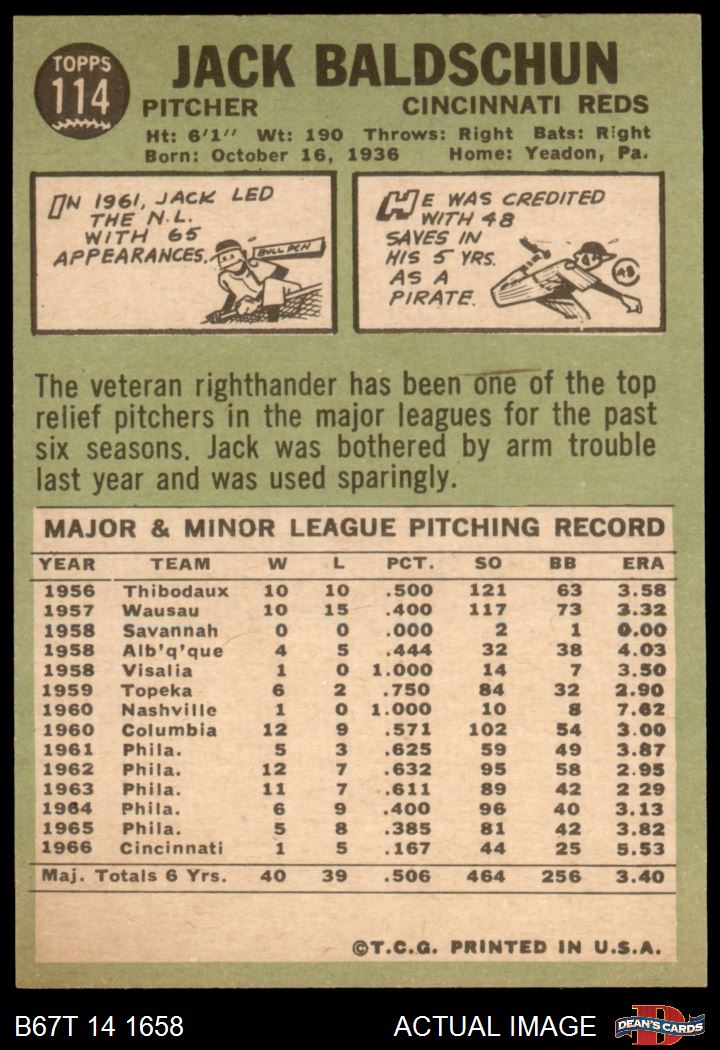 TOPPS
114
JACK BALDSCHUN
PITCHER CINCINNATI REDS
Ht: 6'1" Wt: 190 Throws: Right Bats: Right
Born: October 16, 1936 Home: Yeadon, Pa.
IN 1961, JACK LED
THE N.L.
WITH 65
APPEARANCES.
BULL PEN
HE WAS CREDITED
WITH 48
SAVES IN
HIS 5 YRS.
AS A
PIRATE.
48
The veteran righthander has been one of the top
relief pitchers in the major leagues for the past
six seasons. Jack was bothered by arm trouble
last year and was used sparingly.
MAJOR & MINOR LEAGUE PITCHING RECORD
YEAR TEAM W L PCT. SO BB ERA
1956 Thibodaux 10 10 .500 121 63 3.58
1957 Wausau 10 15 .400 117 73 3.32
1958 Savannah 0 0 .000 2 1 0.00
1958 Alb'q'que 4 5 .444 32 38 4.03
1958 Visalia 1 0 1.000 14 7 3.50
1959 Topeka 6 2 .750 84 32 2.90
1960 Nashville 1 0 1.000 10 8 7.62
1960 Columbia 12 9 .571 102 54 3.00
1961 Phila. 5 3 .625 59 49 3.87
1962 Phila. 12 7 .632 95 58 2.95
1963 Phila. 11 7 .611 89 42 2 29
1964 Phila. 6 9 .400 96 40 3.13
1965 Phila. 5 8 .385 81 42 3.82
1966 Cincinnati 1 5 .167 44 25 5.53
Maj. Totals 6 Yrs. 40 39 .506 464 256 3.40
©T.C.G. PRINTED IN U.S.A.
B67T 14 1658 ACTUAL IMAGE
DEAN'S CARDS